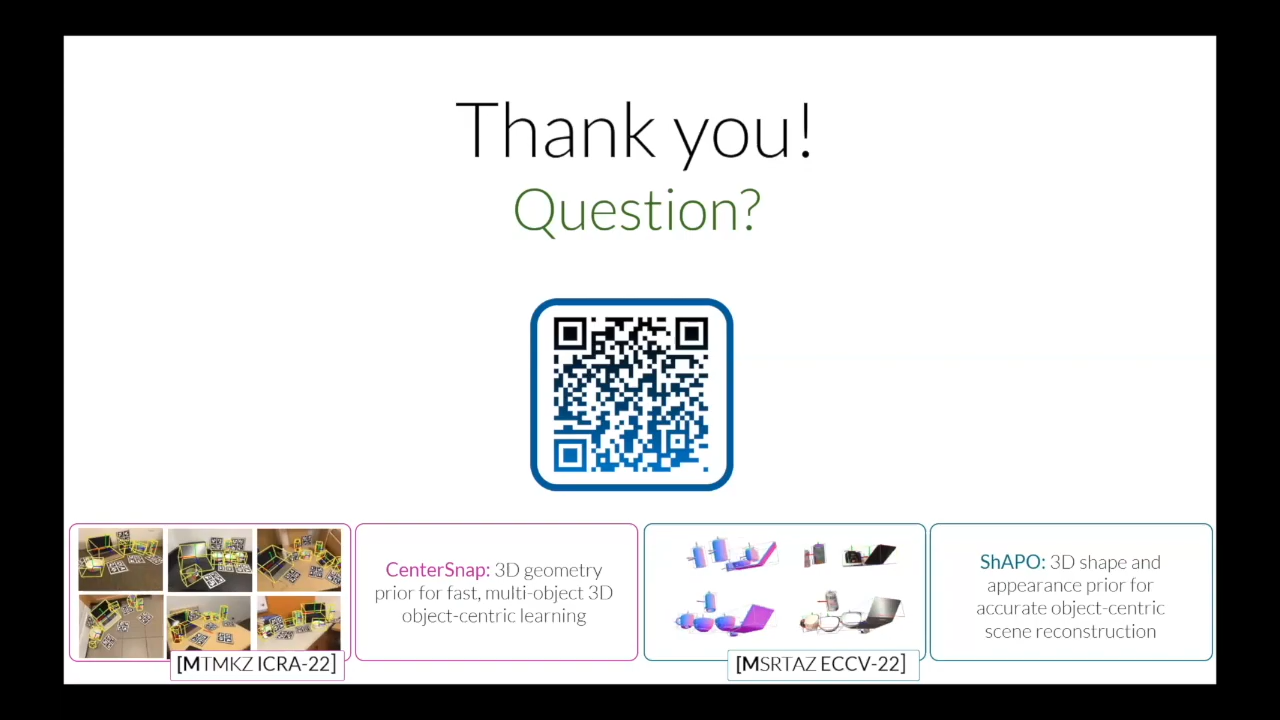 Thank you!
Question?
CenterSnap: 3D geometry
prior for fast, multi-object 3D
object-centric learning
[MTMKZ ICRA-22]
ShAPO: 3D shape and
appearance prior for
accurate object-centric
scene reconstruction
[MSRTAZ ECCV-22]